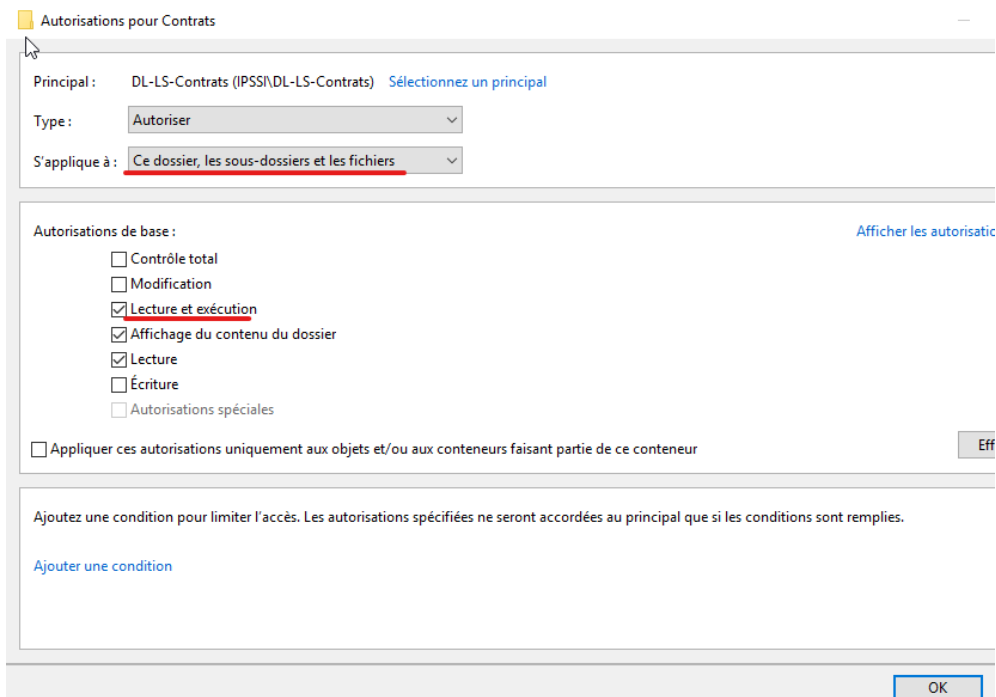 Autorisations pour Contrats
Principal : DL-LS-Contrats (IPSSI\DL-LS-Contrats) Sélectionnez un principal
Type : Autoriser
S'applique à : Ce dossier, les sous-dossiers et les fichiers
Autorisations de base : Afficher les autorisatio
Contrôle total
Modification
Lecture et exécution
Affichage du contenu du dossier
Lecture
Écriture
Autorisations spéciales
Appliquer ces autorisations uniquement aux objets et/ou aux conteneurs faisant partie de ce conteneur Eff
Ajoutez une condition pour limiter l'accès. Les autorisations spécifiées ne seront accordées au principal que si les conditions sont remplies.
Ajouter une condition
OK